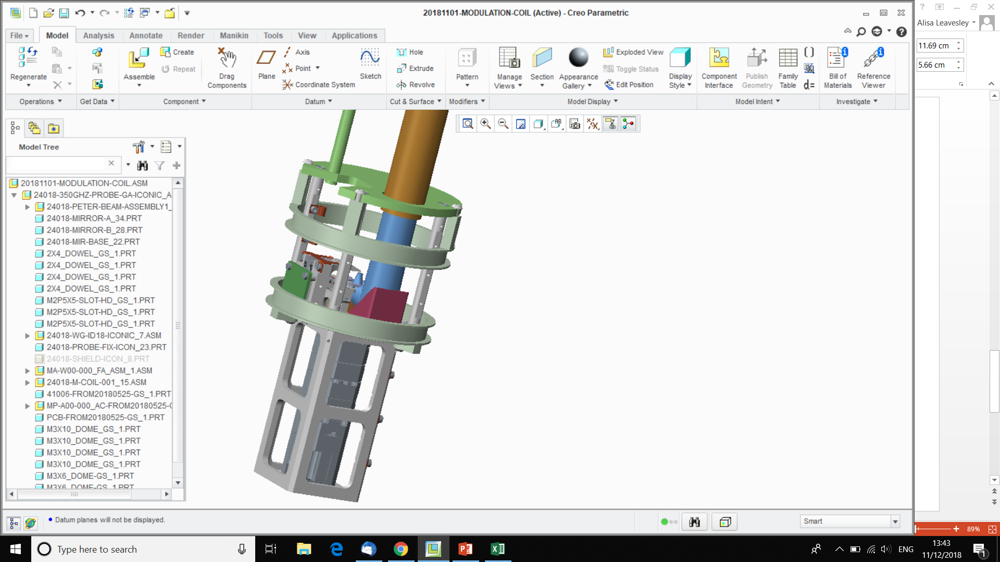 20181101-MODULATION-COIL (Active) - Creo Parametric
Alisa Leavesley
File
Model
Analysis
Annotate
Render
Manikin
Tools
View
Applications
11.69 cm
5.66 cm
Regenerate
Assemble
Create
Repeat
Drag
Components
Plane
Axis
Point
Coordinate System
Sketch
Hole
Extrude
Revolve
Pattern
Manage
Views
Section
Appearance
Gallery
Exploded View
Toggle Status
Edit Position
Display
Style
Component
Interface
Publish
Geometry
Family
Table
d=
Bill of
Materials
Reference
Viewer
Operations
Get Data
Component
Datum
Cut & Surface
Modifiers
Model Display
Model Intent
Investigate
Model Tree
20181101-MODULATION-COIL.ASM
24018-350GHZ-PROBE-GA-ICONIC_A
24018-PETER-BEAM-ASSEMBLY1_
24018-MIRROR-A_34.PRT
24018-MIRROR-B_28.PRT
24018-MIR-BASE_22.PRT
2X4_DOWEL_GS_1.PRT
2X4_DOWEL_GS_1.PRT
2X4_DOWEL_GS_1.PRT
2X4_DOWEL_GS_1.PRT
M2P5X5-SLOT-HD_GS_1.PRT
M2P5X5-SLOT-HD_GS_1.PRT
M2P5X5-SLOT-HD_GS_1.PRT
24018-WG-ID18-ICONIC_7.ASM
24018-PROBE-FIX-ICON_23.PRT
24018-SHIELD-ICON_8.PRT
MA-W00-000_FA_ASM_1.ASM
24018-M-COIL-001_15.ASM
41006-FROM20180525-GS_1.PRT
MP-A00-000_AC-FROM20180525-G
PCB-FROM20180525-GS_1.PRT
M3X10_DOME_GS_1.PRT
M3X10_DOME_GS_1.PRT
M3X10_DOME_GS_1.PRT
M3X10_DOME_GS_1.PRT
M3X6_DOME-GS_1.PRT
M3X6_DOME-GS_1.PRT
Datum planes will not be displayed.
Smart
89%
Type here to search
ENG
13:43
11/12/2018
1